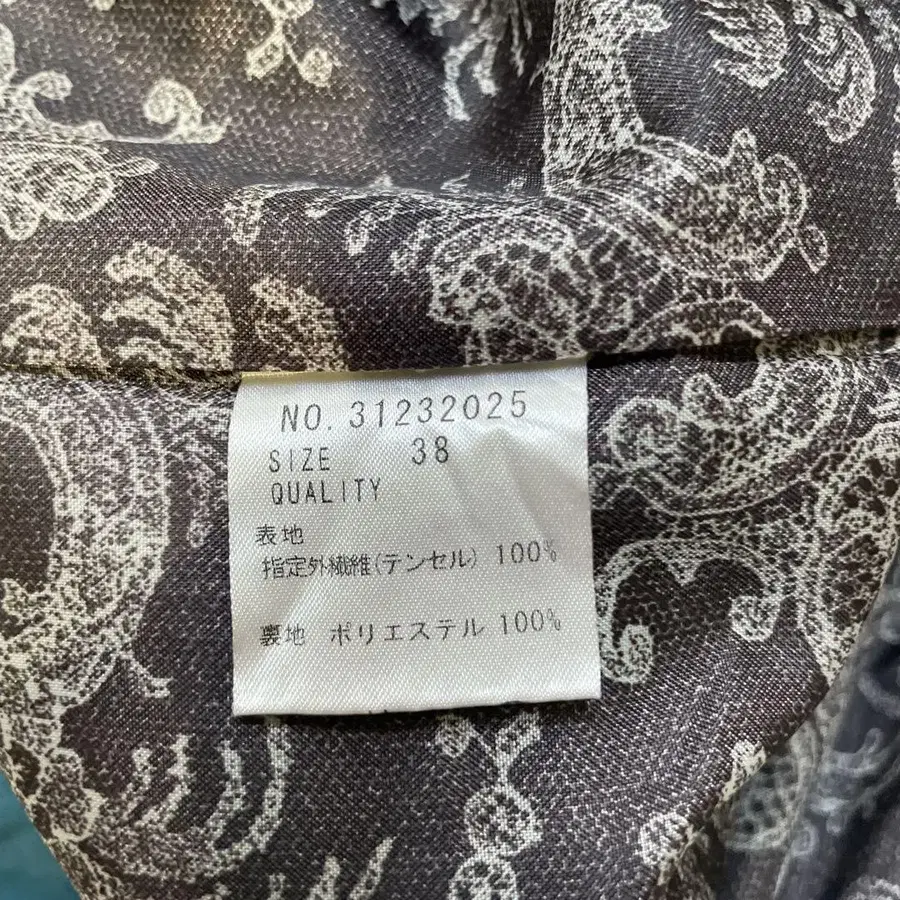 NO. 31232025
SIZE 38
QUALITY
表地
指定外繊維(テンセル) 100%
裏地 ポリエステル 100%